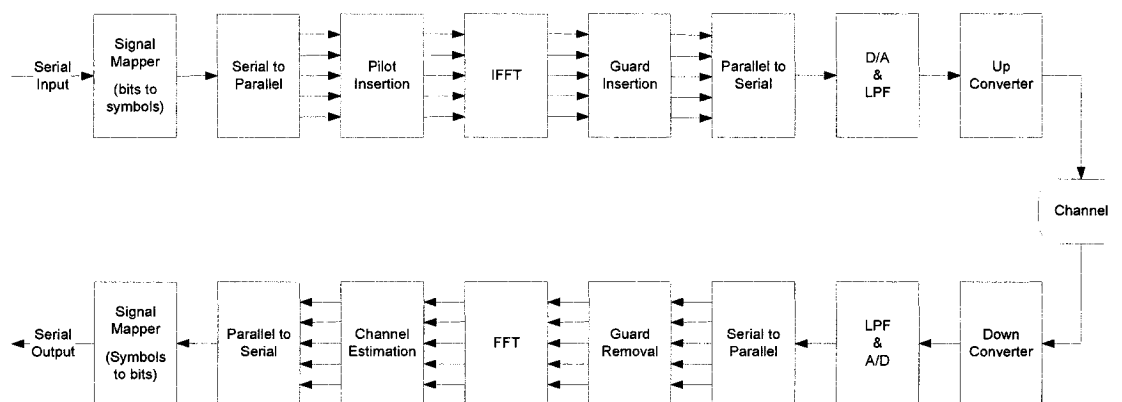 Serial
Input
Signal
Mapper
(bits to
symbols)
Serial to
Parallel
Pilot
Insertion
IFFT
Guard
Insertion
Parallel to
Serial
D/A
&
LPF
Up
Converter
Channel
Serial
Output
Signal
Mapper
(Symbols
to bits)
Parallel to
Serial
Channel
Estimation
FFT
Guard
Removal
Serial to
Parallel
LPF
&
A/D
Down
Converter